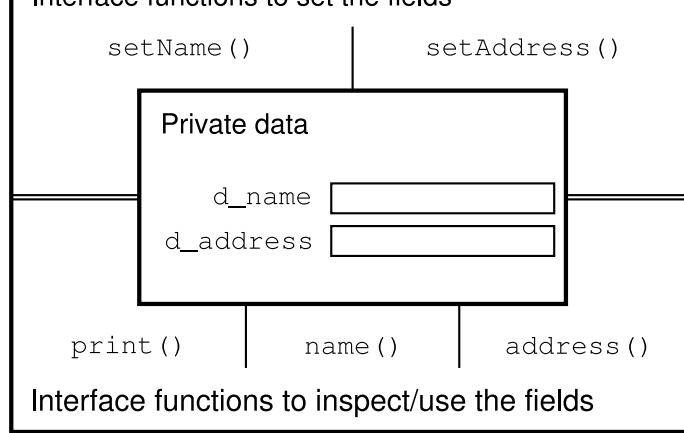 Interface functions to set the fields
setName() setAddress()
Private data
d_name
d_address
print() name() address()
Interface functions to inspect/use the fields